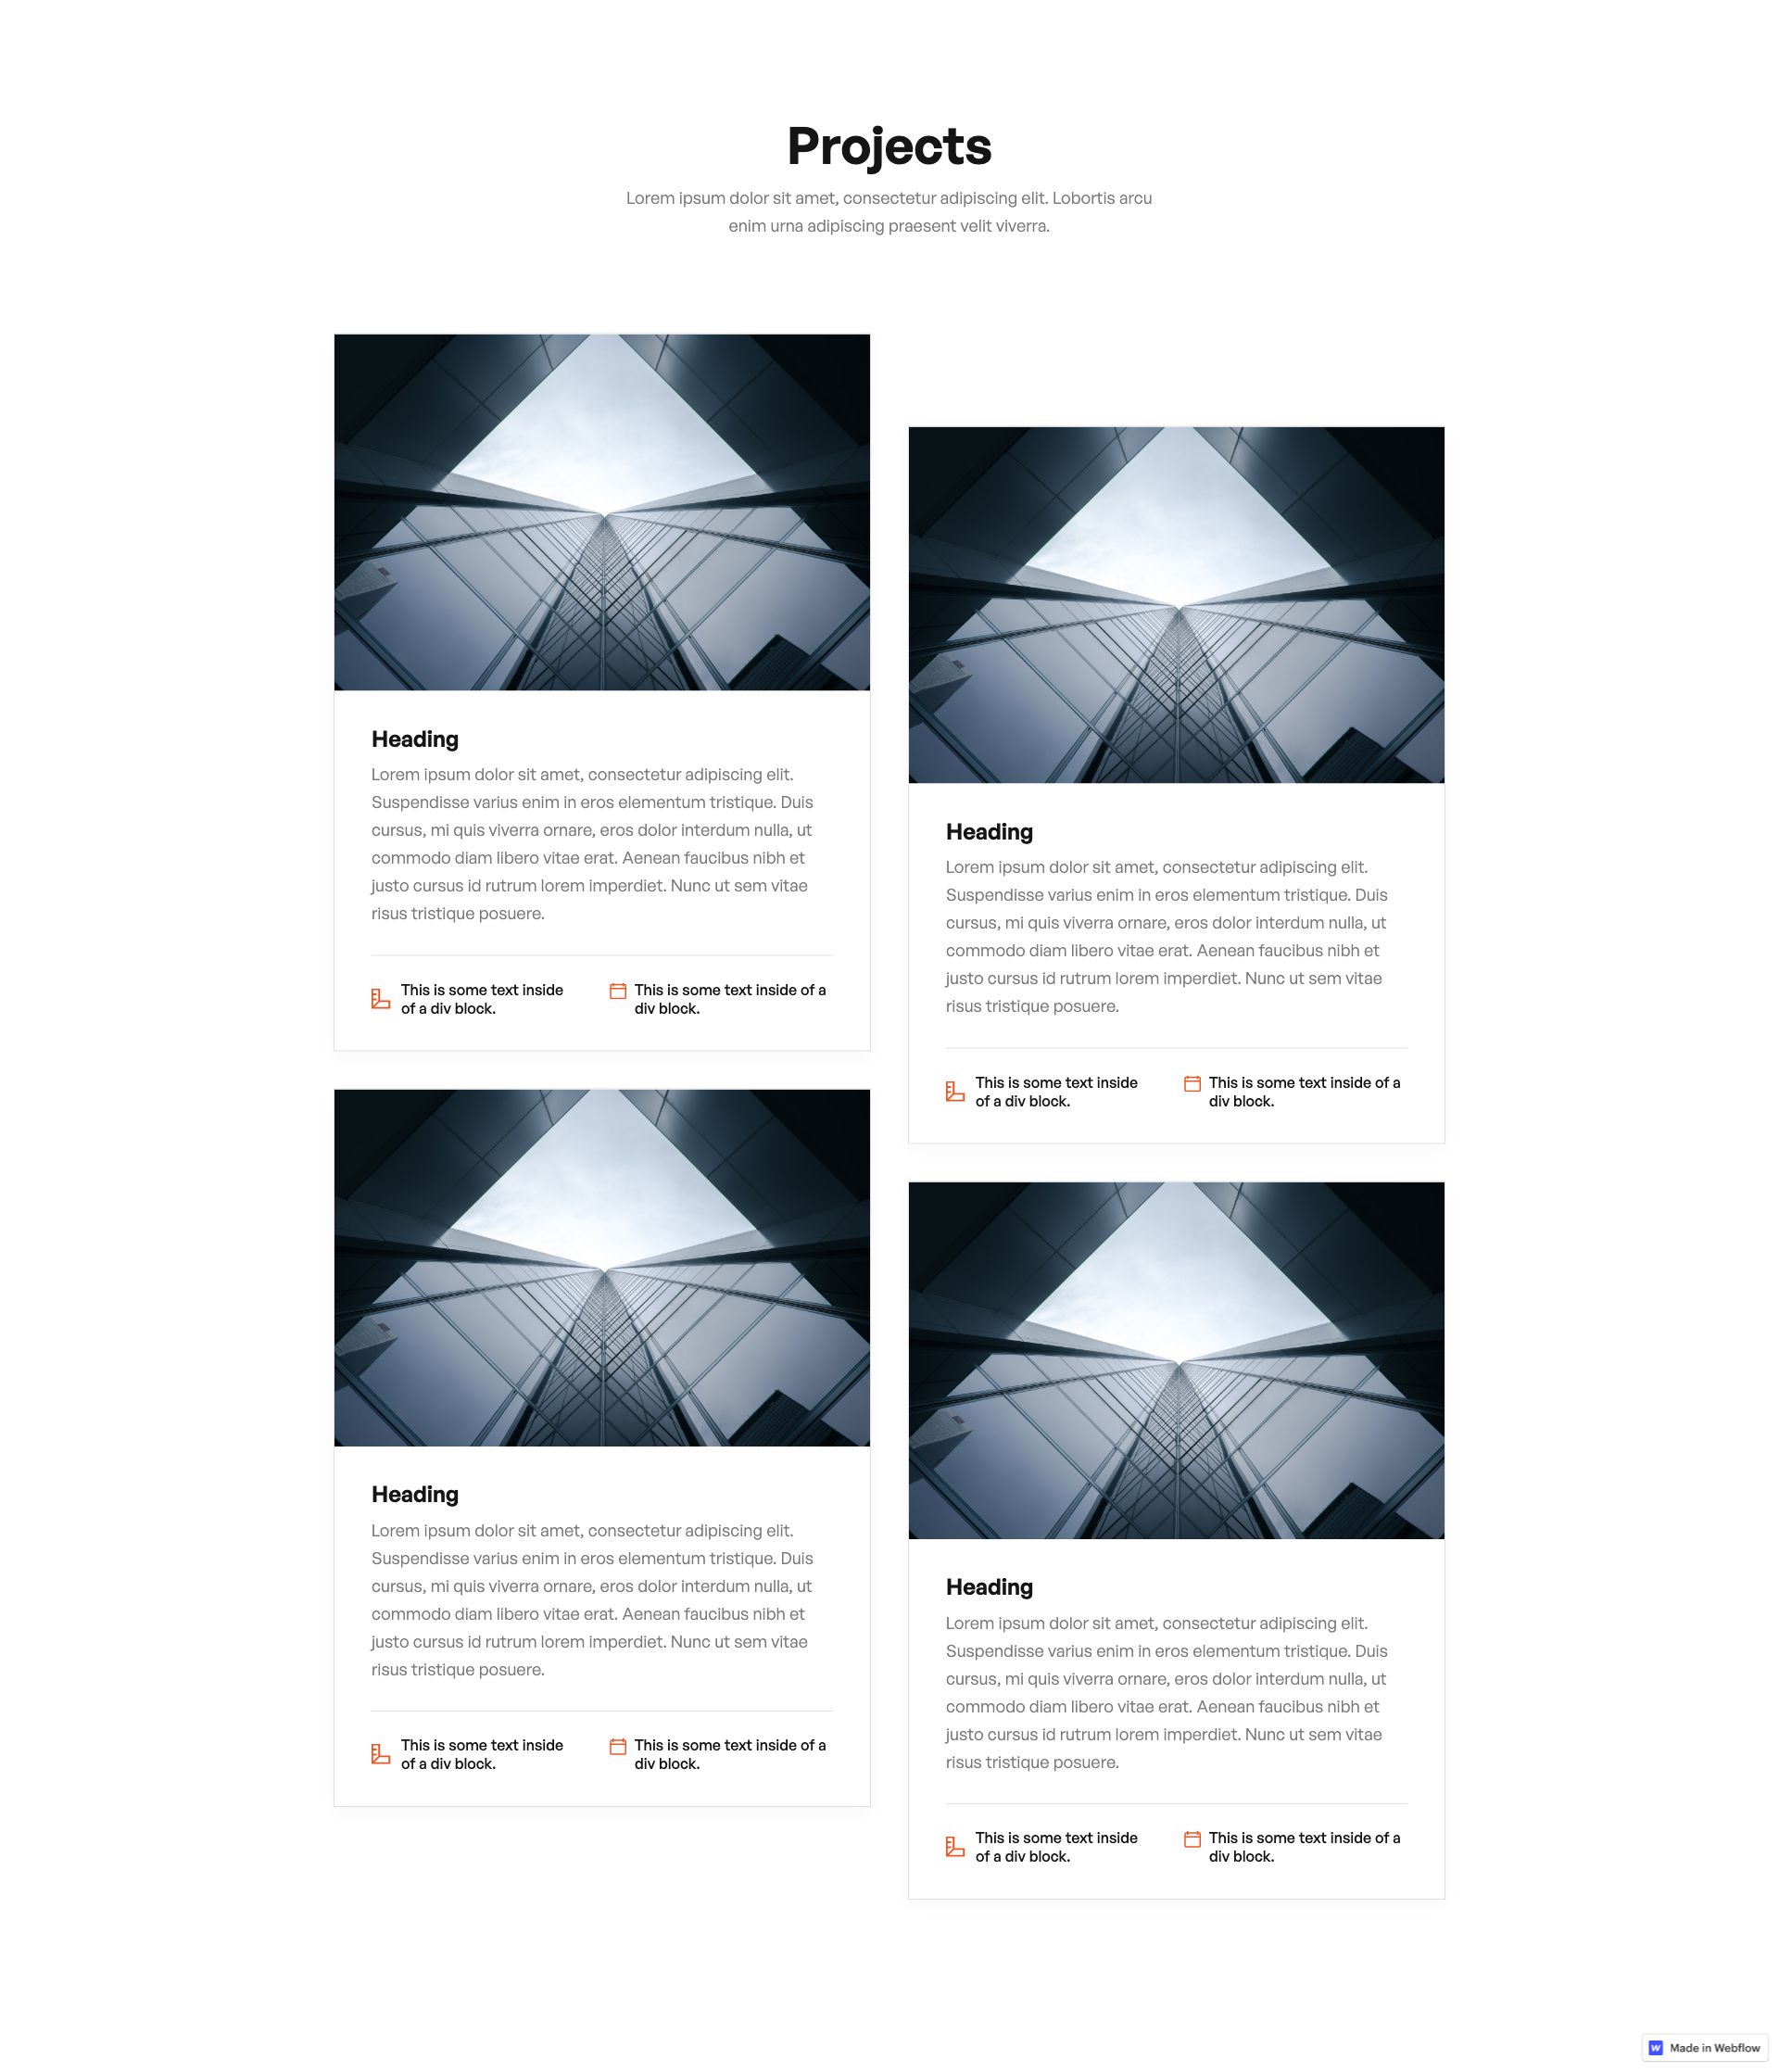 Projects
Lorem ipsum dolor sit amet, consectetur adipiscing elit. Lobortis arcu
enim urna adipiscing praesent velit viverra.
Heading
Lorem ipsum dolor sit amet, consectetur adipiscing elit.
Suspendisse varius enim in eros elementum tristique. Duis
cursus, mi quis viverra ornare, eros dolor interdum nulla, ut
commodo diam libero vitae erat. Aenean faucibus nibh et
justo cursus id rutrum lorem imperdiet. Nunc ut sem vitae
risus tristique posuere.
This is some text inside
of a div block.
This is some text inside of a
div block.
Heading
Lorem ipsum dolor sit amet, consectetur adipiscing elit.
Suspendisse varius enim in eros elementum tristique. Duis
cursus, mi quis viverra ornare, eros dolor interdum nulla, ut
commodo diam libero vitae erat. Aenean faucibus nibh et
justo cursus id rutrum lorem imperdiet. Nunc ut sem vitae
risus tristique posuere.
This is some text inside
of a div block.
This is some text inside of a
div block.
Heading
Lorem ipsum dolor sit amet, consectetur adipiscing elit.
Suspendisse varius enim in eros elementum tristique. Duis
cursus, mi quis viverra ornare, eros dolor interdum nulla, ut
commodo diam libero vitae erat. Aenean faucibus nibh et
justo cursus id rutrum lorem imperdiet. Nunc ut sem vitae
risus tristique posuere.
This is some text inside
of a div block.
This is some text inside of a
div block.
Heading
Lorem ipsum dolor sit amet, consectetur adipiscing elit.
Suspendisse varius enim in eros elementum tristique. Duis
cursus, mi quis viverra ornare, eros dolor interdum nulla, ut
commodo diam libero vitae erat. Aenean faucibus nibh et
justo cursus id rutrum lorem imperdiet. Nunc ut sem vitae
risus tristique posuere.
This is some text inside
of a div block.
This is some text inside of a
div block.
Made in Webflow